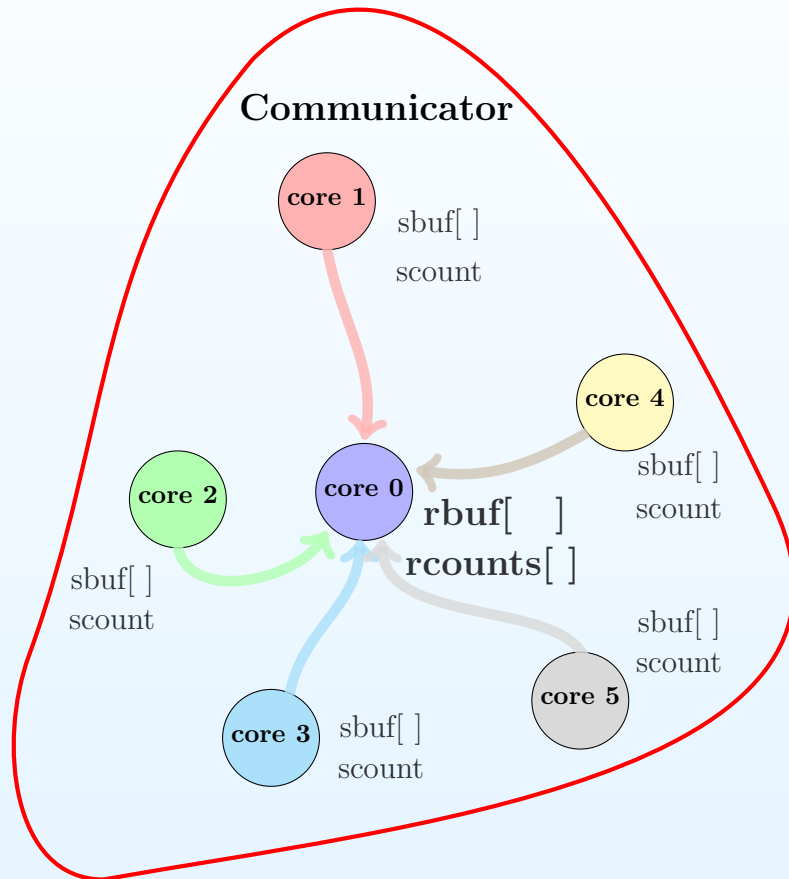 Communicator
core 1
sbuf[ ]
scount
core 4
sbuf[ ]
scount
core 2
sbuf[ ]
scount
core 0
rbuf[ ]
rcounts[ ]
sbuf[ ]
scount
core 5
core 3
sbuf[ ]
scount